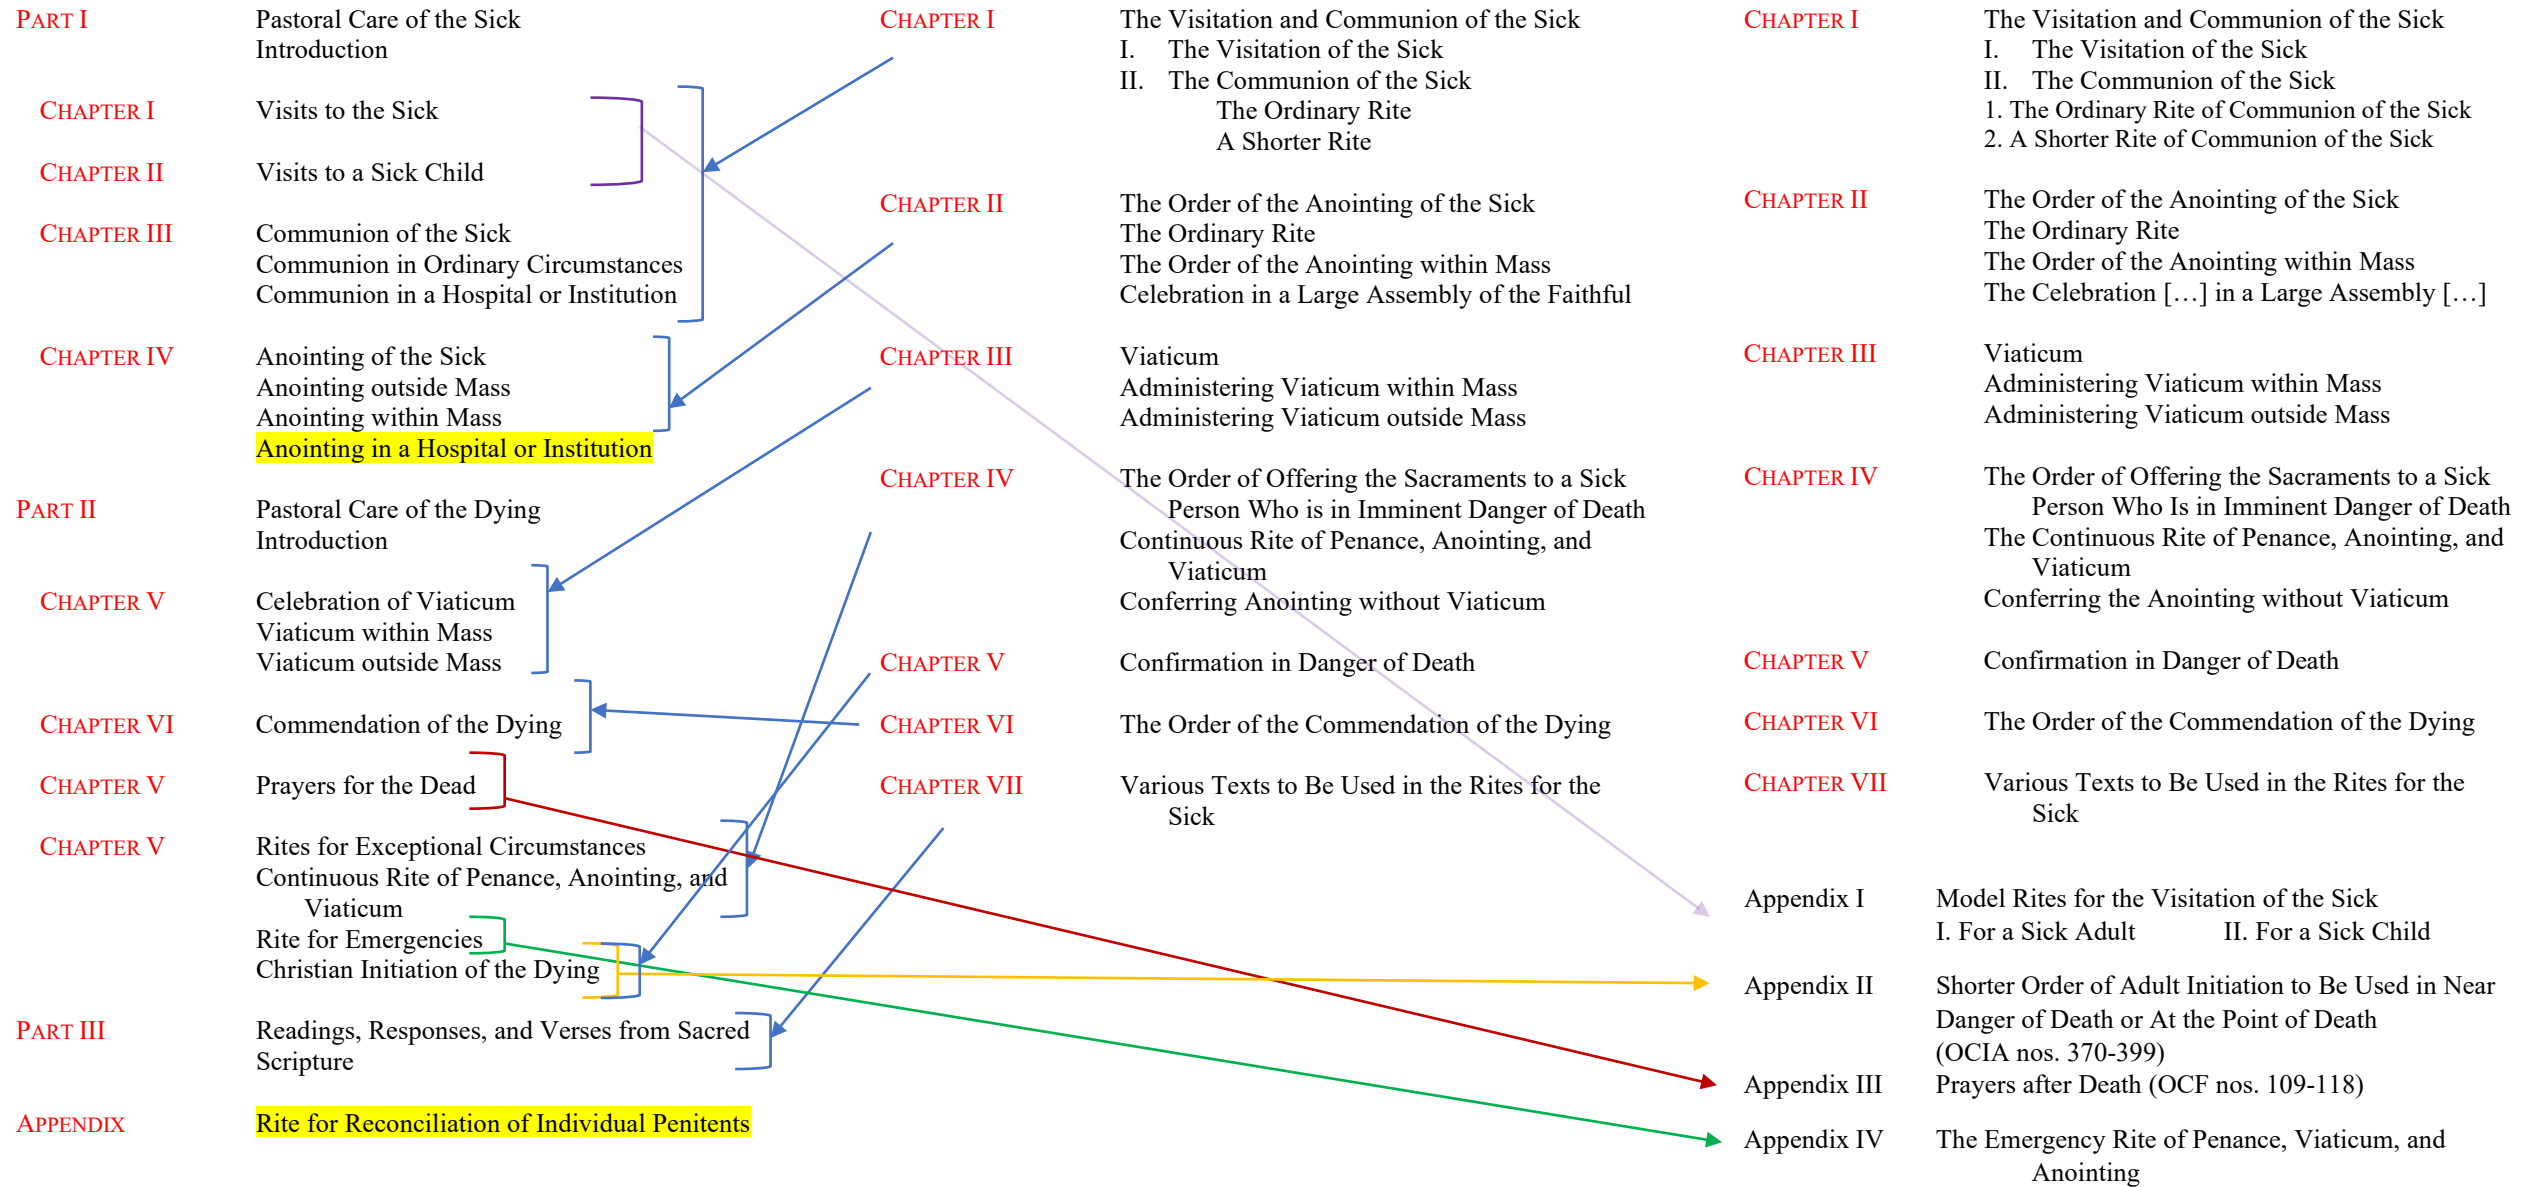 PART I Pastoral Care of the Sick
Introduction
CHAPTER I Visits to the Sick
CHAPTER II Visits to a Sick Child
CHAPTER III Communion of the Sick
Communion in Ordinary Circumstances
Communion in a Hospital or Institution
CHAPTER IV Anointing of the Sick
Anointing outside Mass
Anointing within Mass
Anointing in a Hospital or Institution
PART II Pastoral Care of the Dying
Introduction
CHAPTER V Celebration of Viaticum
Viaticum within Mass
Viaticum outside Mass
CHAPTER VI Commendation of the Dying
CHAPTER V Prayers for the Dead
CHAPTER V Rites for Exceptional Circumstances
Continuous Rite of Penance, Anointing, and
Viaticum
Rite for Emergencies
Christian Initiation of the Dying
PART III Readings, Responses, and Verses from Sacred
Scripture
APPENDIX Rite for Reconciliation of Individual Penitents
CHAPTER I The Visitation and Communion of the Sick
I. The Visitation of the Sick
II. The Communion of the Sick
The Ordinary Rite
A Shorter Rite
CHAPTER II The Order of the Anointing of the Sick
The Ordinary Rite
The Order of the Anointing within Mass
Celebration in a Large Assembly of the Faithful
CHAPTER III Viaticum
Administering Viaticum within Mass
Administering Viaticum outside Mass
CHAPTER IV The Order of Offering the Sacraments to a Sick
Person Who is in Imminent Danger of Death
Continuous Rite of Penance, Anointing, and
Viaticum
Conferring Anointing without Viaticum
CHAPTER V Confirmation in Danger of Death
CHAPTER VI The Order of the Commendation of the Dying
CHAPTER VII Various Texts to Be Used in the Rites for the
Sick
CHAPTER I The Visitation and Communion of the Sick
I. The Visitation of the Sick
II. The Communion of the Sick
1. The Ordinary Rite of Communion of the Sick
2. A Shorter Rite of Communion of the Sick
CHAPTER II The Order of the Anointing of the Sick
The Ordinary Rite
The Order of the Anointing within Mass
The Celebration […] in a Large Assembly […]
CHAPTER III Viaticum
Administering Viaticum within Mass
Administering Viaticum outside Mass
CHAPTER IV The Order of Offering the Sacraments to a Sick
Person Who Is in Imminent Danger of Death
The Continuous Rite of Penance, Anointing, and
Viaticum
Conferring the Anointing without Viaticum
CHAPTER V Confirmation in Danger of Death
CHAPTER VI The Order of the Commendation of the Dying
CHAPTER VII Various Texts to Be Used in the Rites for the
Sick
Appendix I Model Rites for the Visitation of the Sick
I. For a Sick Adult II. For a Sick Child
Appendix II Shorter Order of Adult Initiation to Be Used in Near
Danger of Death or At the Point of Death
(OCIA nos. 370-399)
Appendix III Prayers after Death (OCF nos. 109-118)
Appendix IV The Emergency Rite of Penance, Viaticum, and
Anointing